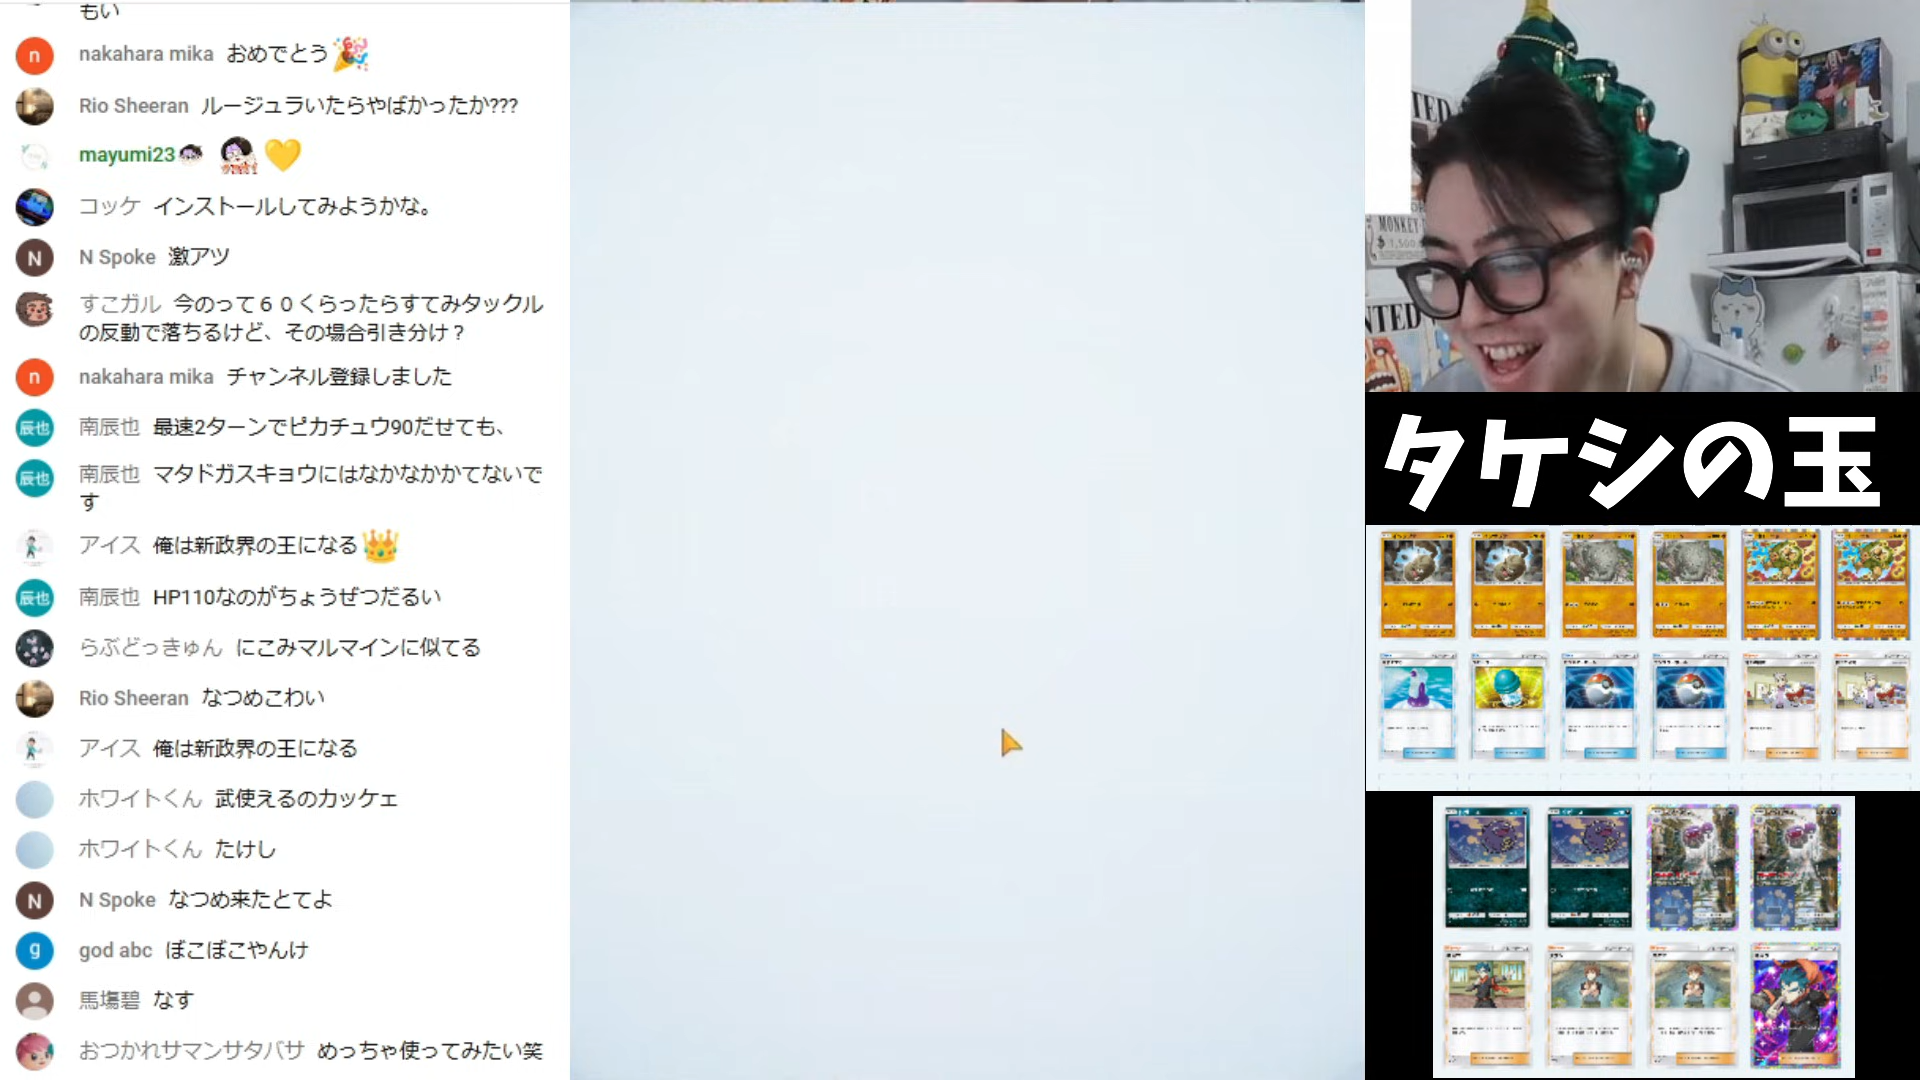 もい
nakahara mika おめでとう🎉
Rio Sheeran ルージュラいたらやばかったか???
mayumi23 💛
コッケ インストールしてみようかな。
N Spoke 激アツ
すこガル 今のって６０くらったらすてみタックル
の反動で落ちるけど、その場合引き分け？
nakahara mika チャンネル登録しました
南辰也 最速2ターンでピカチュウ90だせても、
南辰也 マタドガスキョウにはなかなかかてないで
す
アイス 俺は新政界の王になる👑
南辰也 HP110なのがちょうぜつだるい
らぶどっきゅん にこみマルマインに似てる
Rio Sheeran なつめこわい
アイス 俺は新政界の王になる
ホワイトくん 武使えるのカッケェ
ホワイトくん たけし
N Spoke なつめ来たとてよ
god abc ぼこぼこやんけ
馬塲碧 なす
おつかれサマンサタバサ めっちゃ使ってみたい笑
MONKEY
タケシの玉